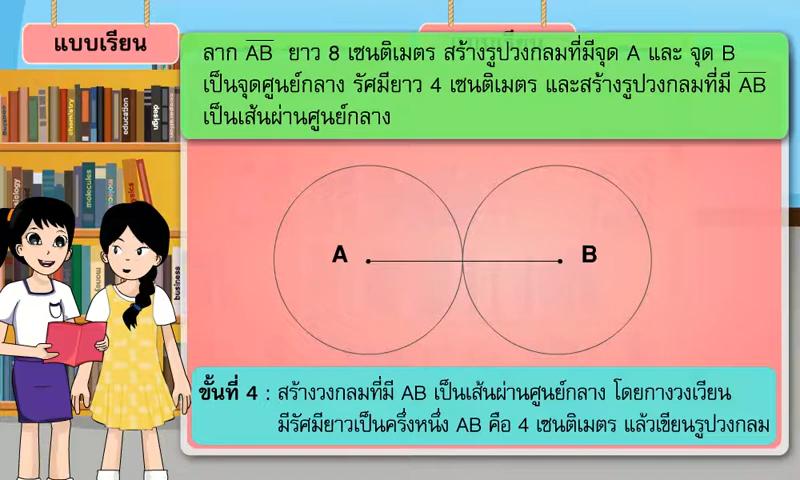 แบบเรียน
ลาก A̅B̅ ยาว 8 เซนติเมตร สร้างรูปวงกลมที่มีจุด A และ จุด B
เป็นจุดศูนย์กลาง รัศมียาว 4 เซนติเมตร และสร้างรูปวงกลมที่มี A̅B̅
เป็นเส้นผ่านศูนย์กลาง
chemistry
education
design
molecules
business
A
B
ขั้นที่ 4 : สร้างวงกลมที่มี AB เป็นเส้นผ่านศูนย์กลาง โดยกางวงเวียน
มีรัศมียาวเป็นครึ่งหนึ่ง AB คือ 4 เซนติเมตร แล้วเขียนรูปวงกลม